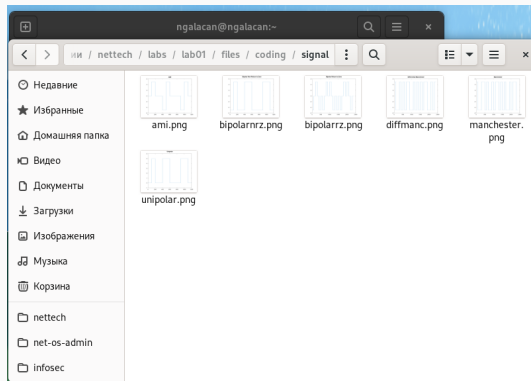 ngalacan@ngalacan:~
ии / nettech / labs / lab01 / files / coding / signal
Недавние
Избранные
Домашняя папка
Видео
Документы
Загрузки
Изображения
Музыка
Корзина
nettech
net-os-admin
infosec
ami.png
bipolarnrz.png
bipolarrz.png
diffmanc.png
manchester.
png
unipolar.png